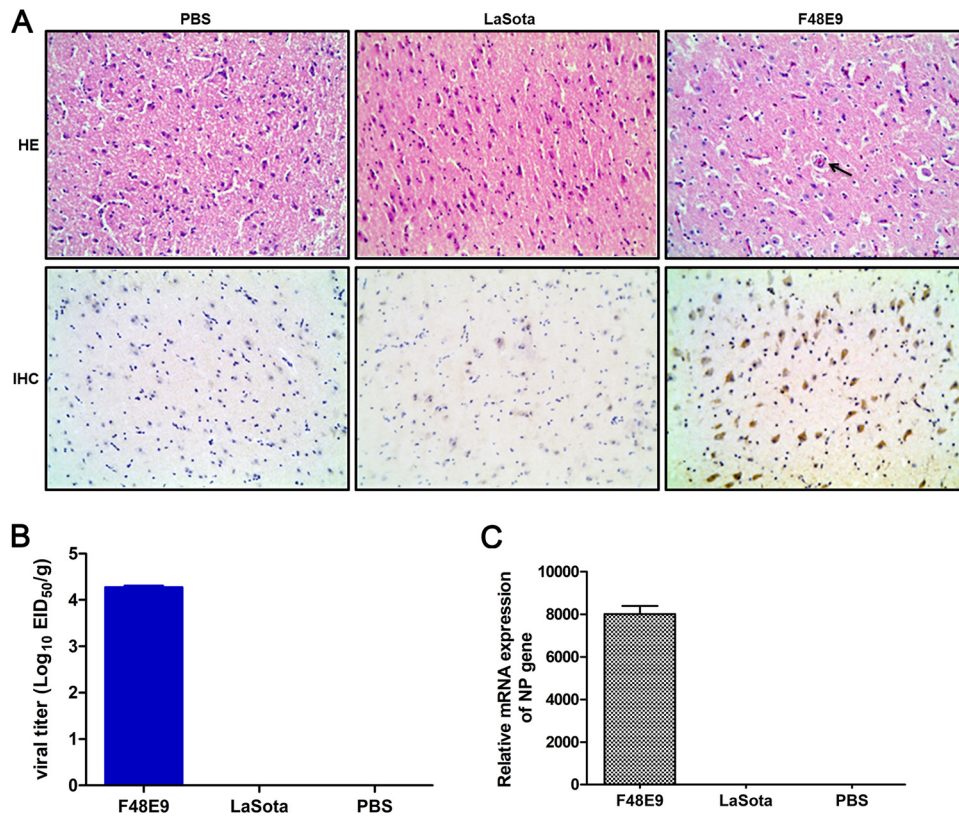 A
PBS
LaSota
F48E9
HE
IHC
B
viral titer (Log10 EID50/g)
5
4
3
2
1
0
F48E9
LaSota
PBS
C
Relative mRNA expression
of NP gene
10000
8000
6000
4000
2000
0
F48E9
LaSota
PBS